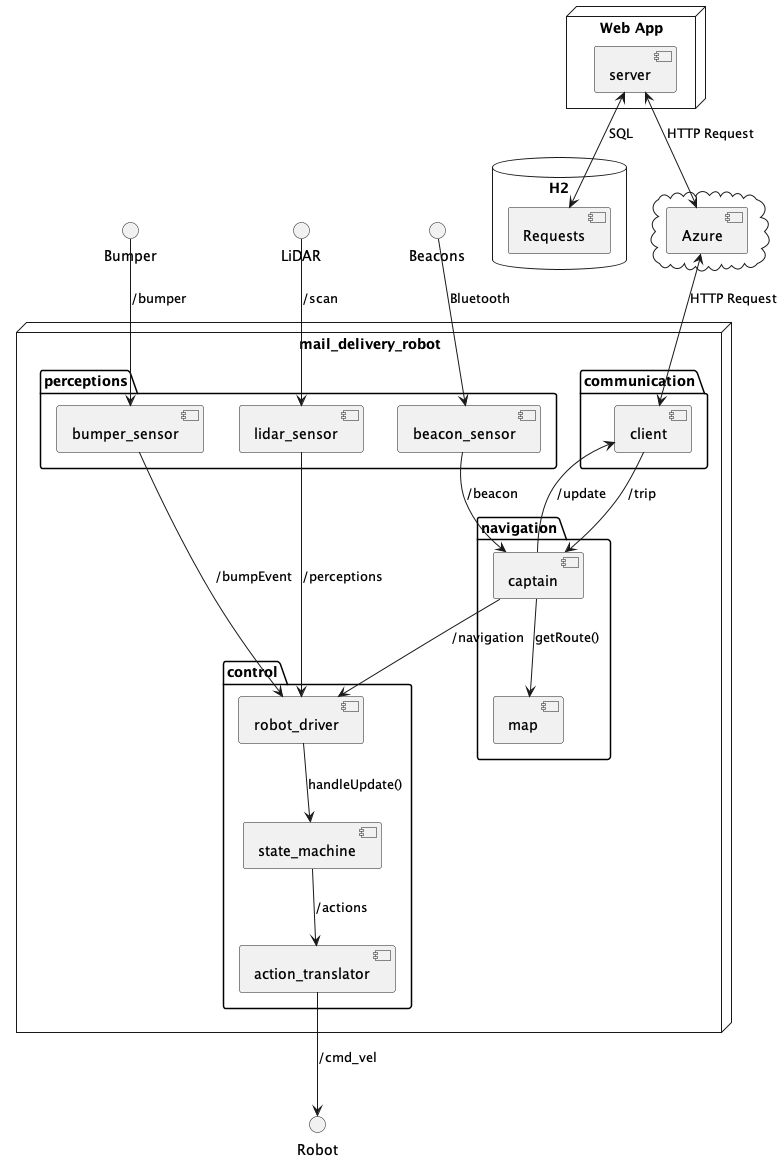 Web App
server
SQL
HTTP Request
H2
Requests
Azure
Bumper
LiDAR
Beacons
/bumper
/scan
Bluetooth
HTTP Request
mail_delivery_robot
perceptions
communication
bumper_sensor
lidar_sensor
beacon_sensor
client
/beacon
/update
/trip
navigation
captain
/bumpEvent
/perceptions
/navigation
getRoute()
control
robot_driver
map
handleUpdate()
state_machine
/actions
action_translator
/cmd_vel
Robot